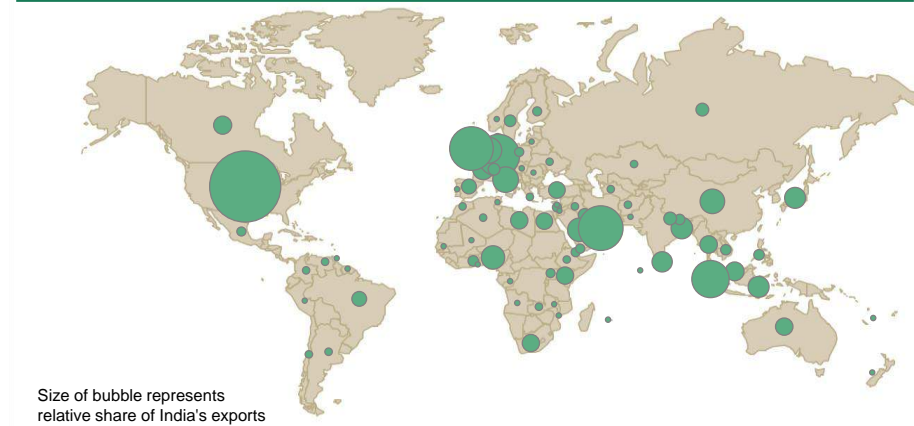 Size of bubble represents
relative share of India's exports